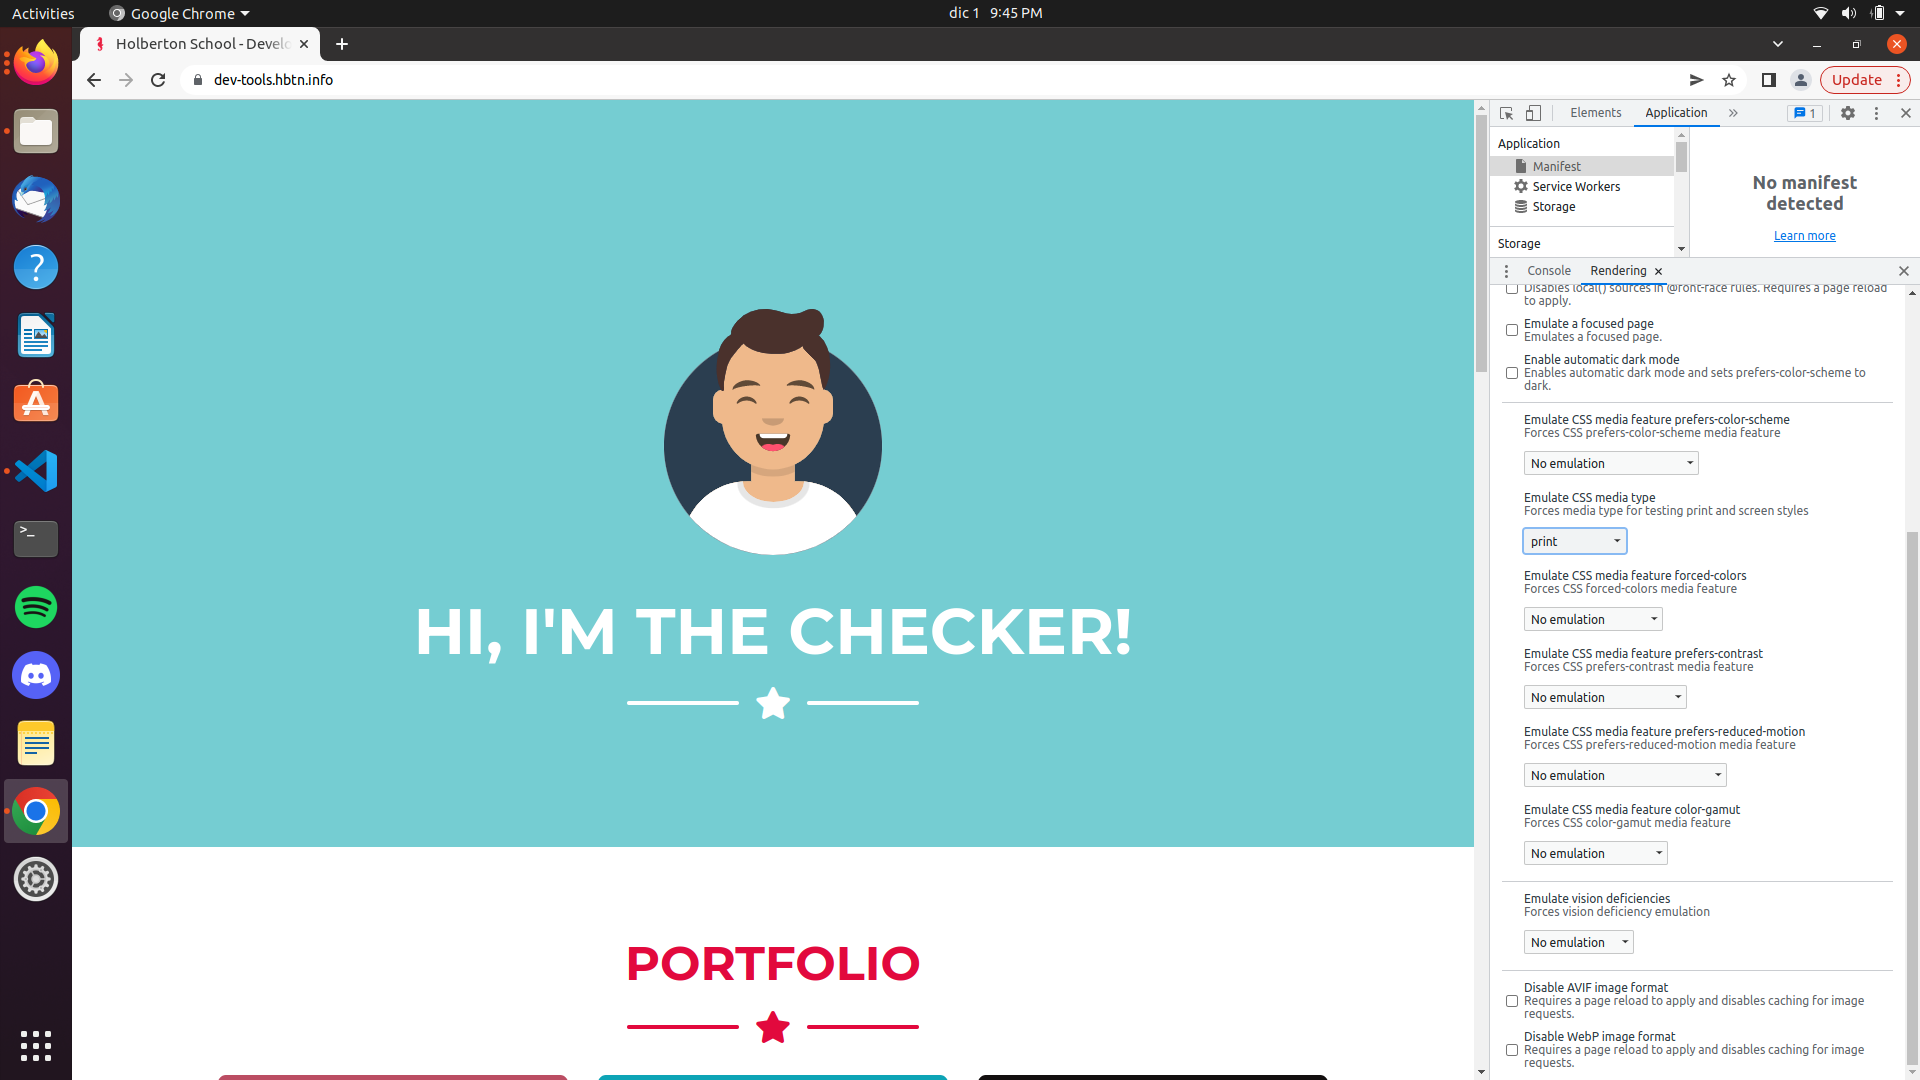 Activities
Google Chrome
dic 1 9:45 PM
Holberton School - Develo
dev-tools.hbtn.info
Update
Elements
Application
1
Application
Manifest
Service Workers
Storage
Storage
No manifest
detected
Learn more
Console
Rendering
Disables local() sources in @font-face rules. Requires a page reload
to apply.
Emulate a focused page
Emulates a focused page.
Enable automatic dark mode
Enables automatic dark mode and sets prefers-color-scheme to
dark.
Emulate CSS media feature prefers-color-scheme
Forces CSS prefers-color-scheme media feature
No emulation
Emulate CSS media type
Forces media type for testing print and screen styles
print
Emulate CSS media feature forced-colors
Forces CSS forced-colors media feature
No emulation
Emulate CSS media feature prefers-contrast
Forces CSS prefers-contrast media feature
No emulation
Emulate CSS media feature prefers-reduced-motion
Forces CSS prefers-reduced-motion media feature
No emulation
Emulate CSS media feature color-gamut
Forces CSS color-gamut media feature
No emulation
Emulate vision deficiencies
Forces vision deficiency emulation
No emulation
Disable AVIF image format
Requires a page reload to apply and disables caching for image
requests.
Disable WebP image format
Requires a page reload to apply and disables caching for image
requests.
HI, I'M THE CHECKER!
PORTFOLIO